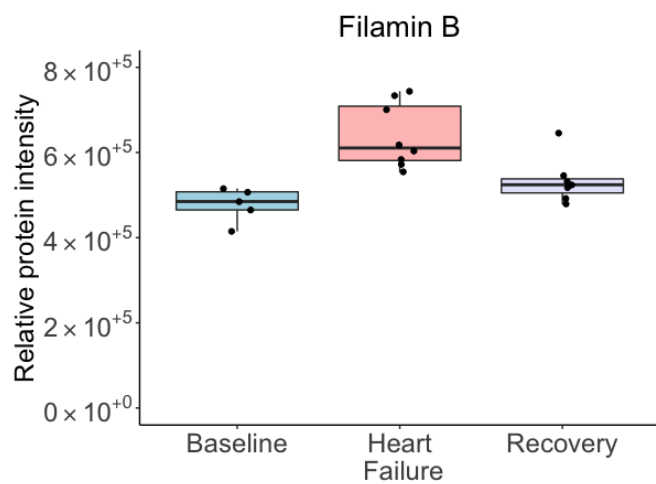 Filamin B
Relative protein intensity
8 × 10⁺⁵
6 × 10⁺⁵
4 × 10⁺⁵
2 × 10⁺⁵
0 × 10⁺⁰
Baseline
Heart
Failure
Recovery